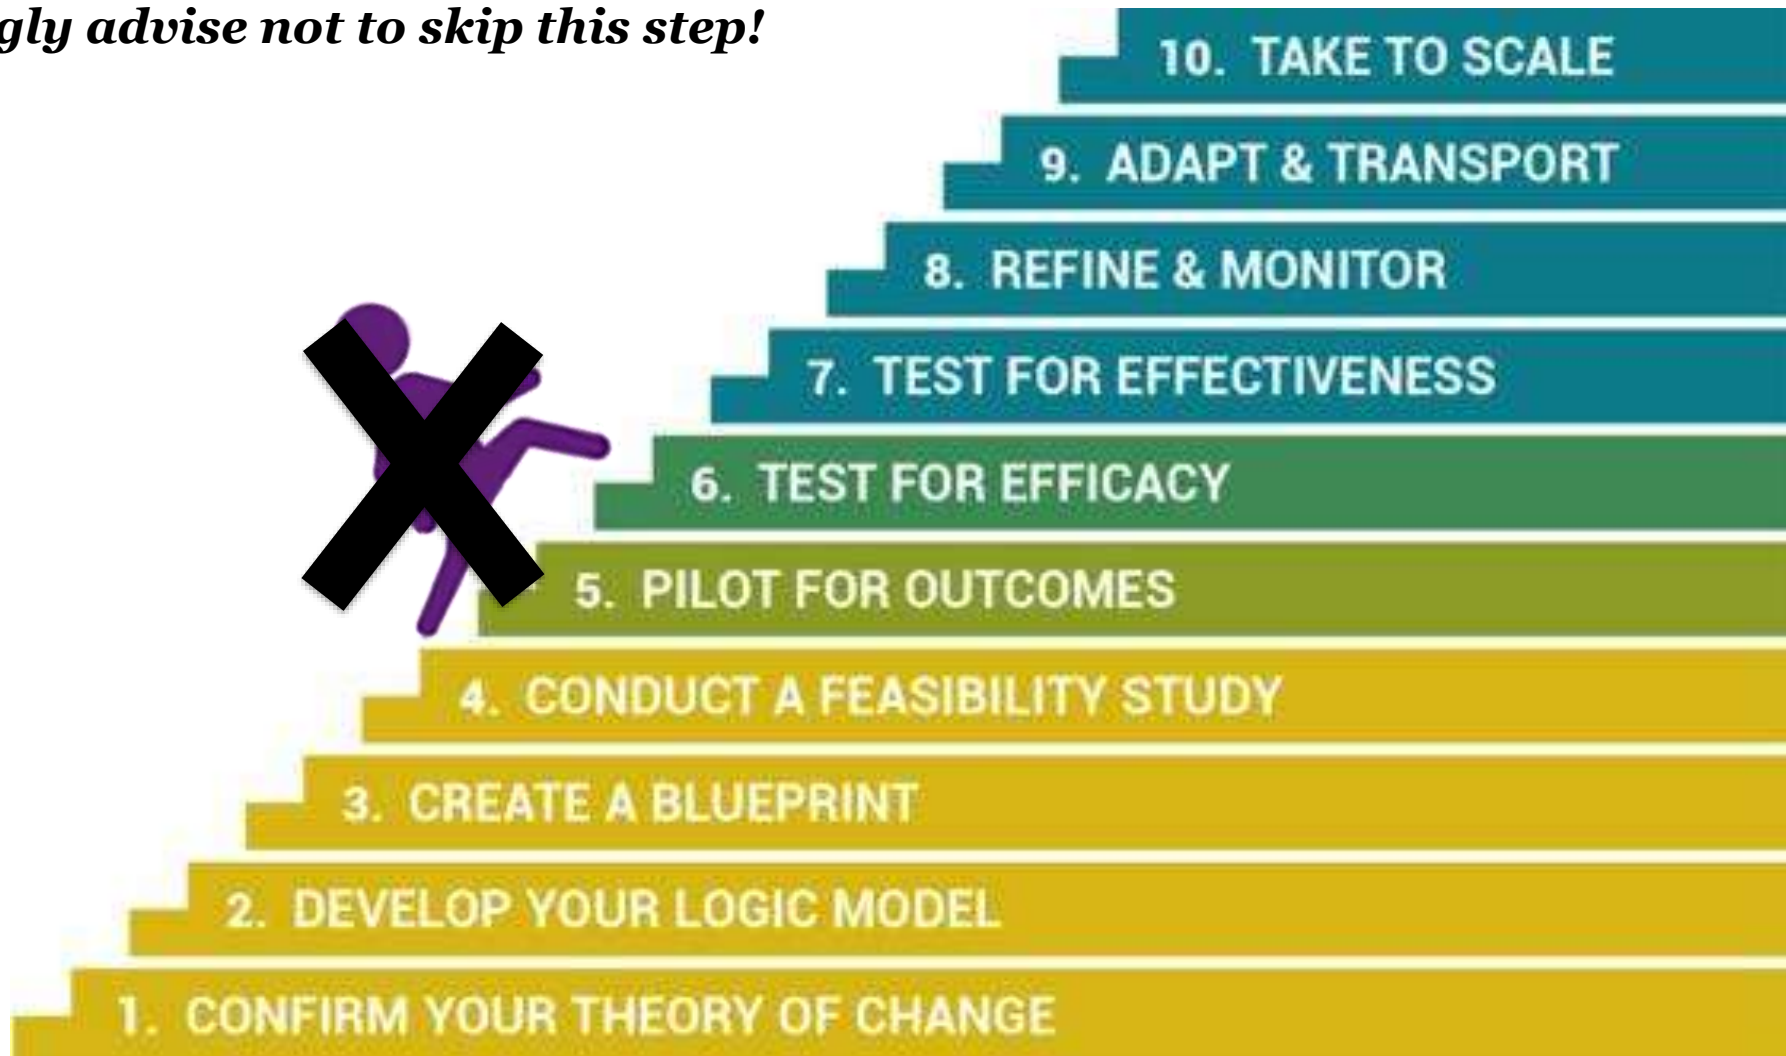 advise not to skip this step!
10. TAKE TO SCALE
9. ADAPT & TRANSPORT
8. REFINE & MONITOR
7. TEST FOR EFFECTIVENESS
6. TEST FOR EFFICACY
5. PILOT FOR OUTCOMES
4. CONDUCT A FEASIBILITY STUDY
3. CREATE A BLUEPRINT
2. DEVELOP YOUR LOGIC MODEL
1. CONFIRM YOUR THEORY OF CHANGE